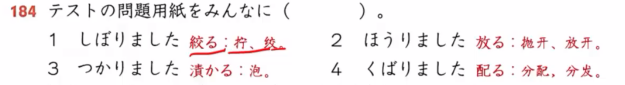 184 テストの問題用紙をみんなに（　　　　）。
1 しぼりました 絞る：拧、绞。 2 ほうりました 放る：抛开、放开。
3 つかりました 漬かる：泡。 4 くばりました 配る：分配，分发。